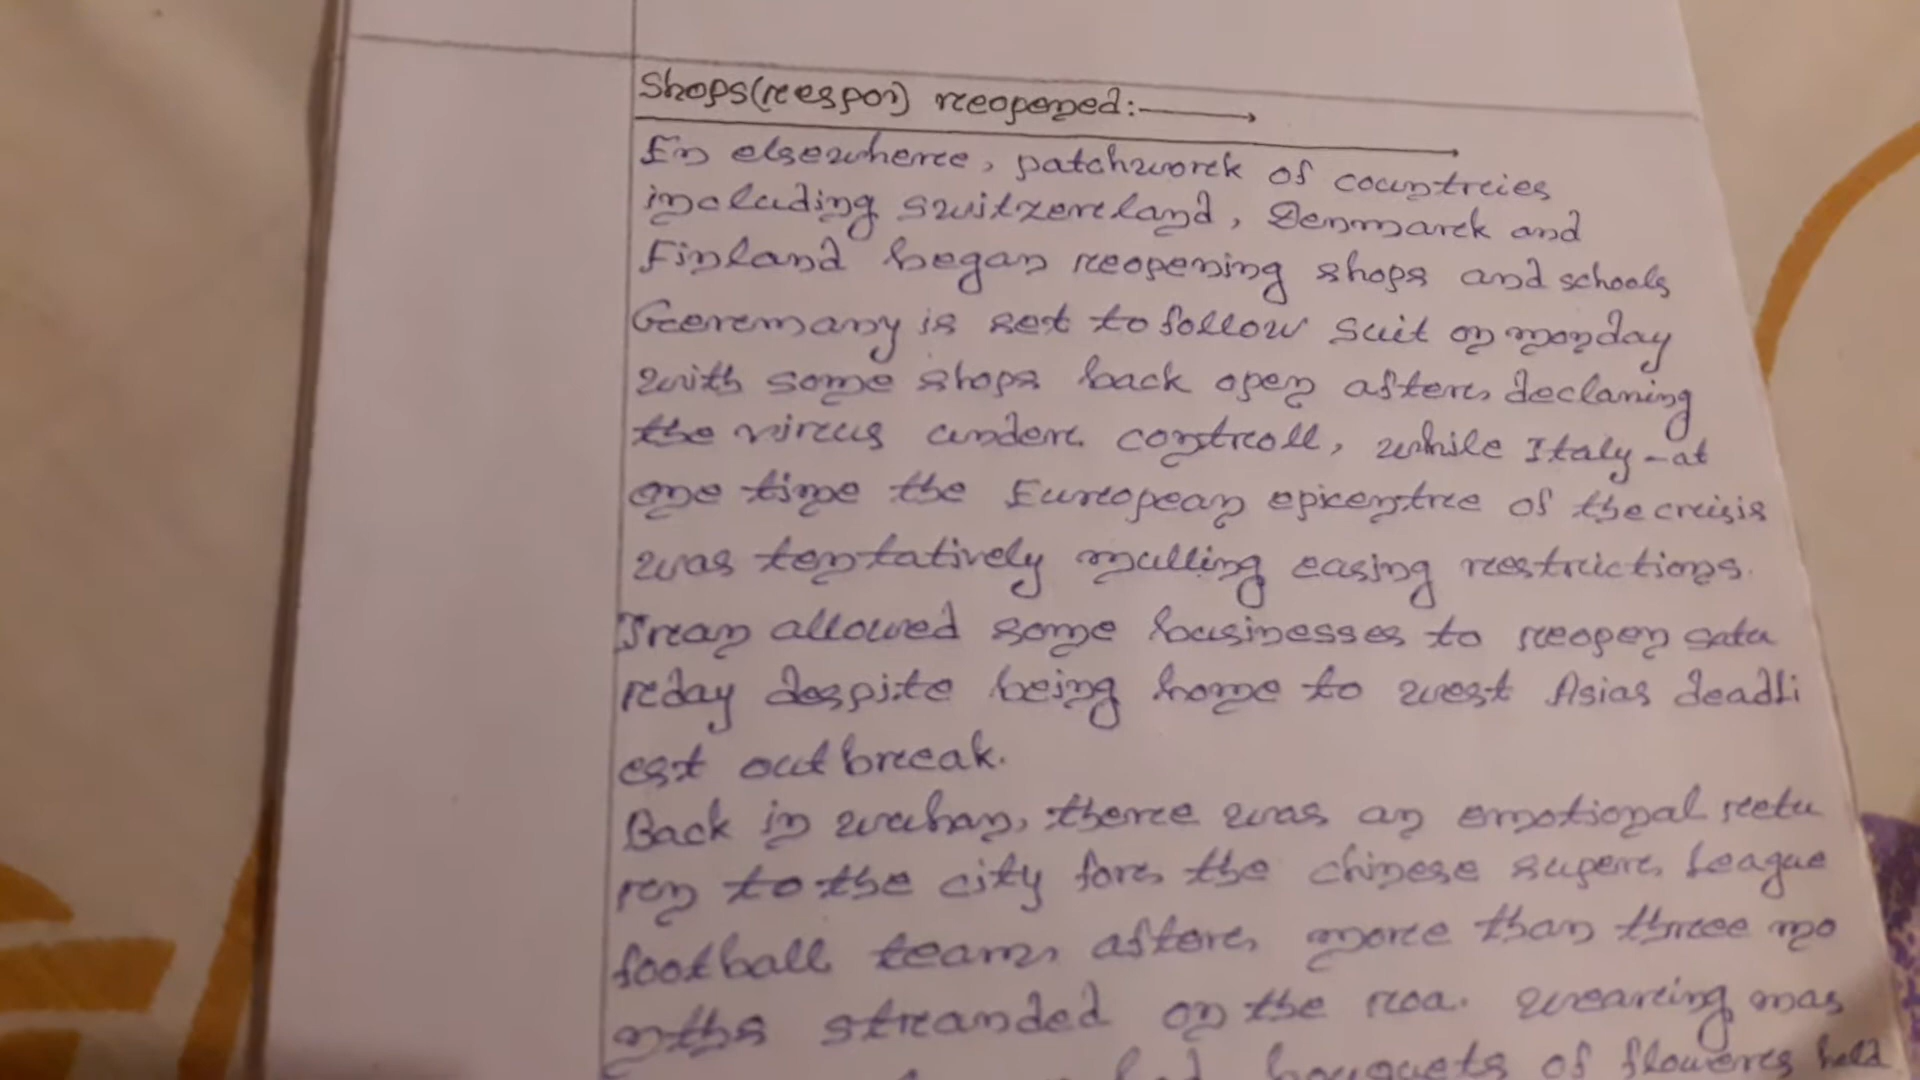 Shops(respon) reopened:
In elsewhere, patchwork of countries
including switzerland, Denmark and
Finland began reopening shops and schools
Germany is set to follow suit on monday
with some shops back open after declaring
the virus under controll, while Italy-at
one time the European epicentre of the crisis
was tentatively mulling easing restrictions.
Iran allowed some businesses to reopen satu
rday despite being home to west Asias deadli
est outbreak.
Back in wuhan, there was an emotional retu
rn to the city for the chinese super League
football team after more than three mo
nths stranded on the roa. wearing mas
bouquets of flowers held